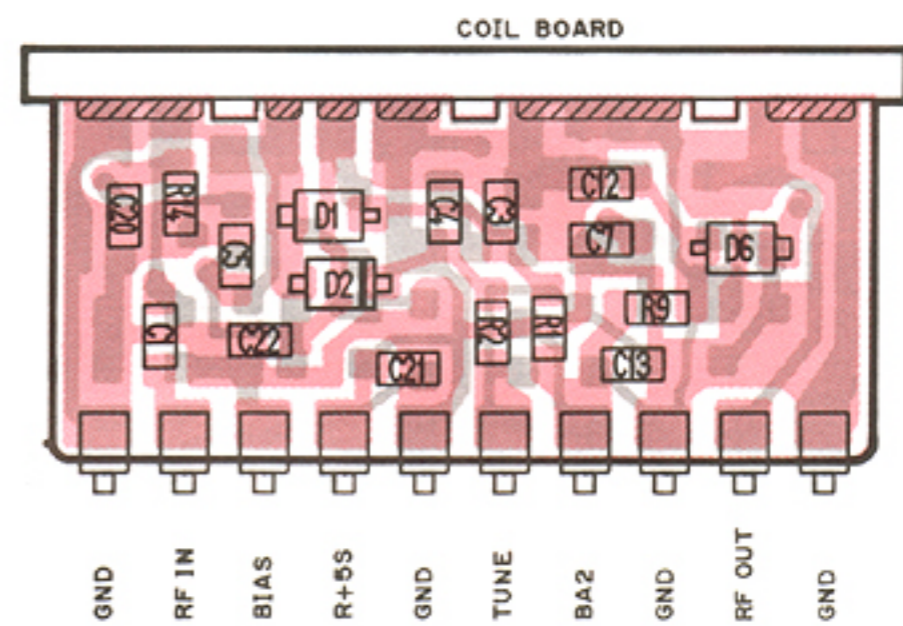 COIL BOARD
C20
R14
C5
D1
C4
C3
C12
C7
D6
D2
C1
C22
C21
R2
R1
R9
C13
GND
RF IN
BIAS
R+5S
GND
TUNE
BA2
GND
RF OUT
GND